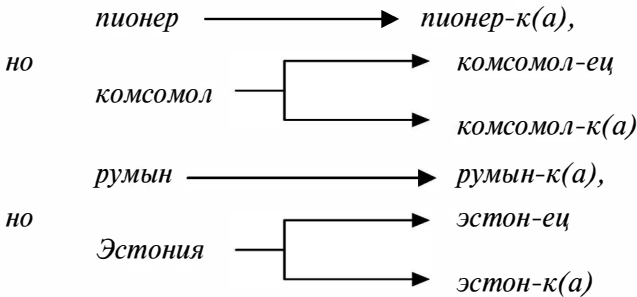 пионер пионер-к(а),
но комсомол-ец
комсомол
комсомол-к(а)
румын румын-к(а),
но эстон-ец
Эстония
эстон-к(а)